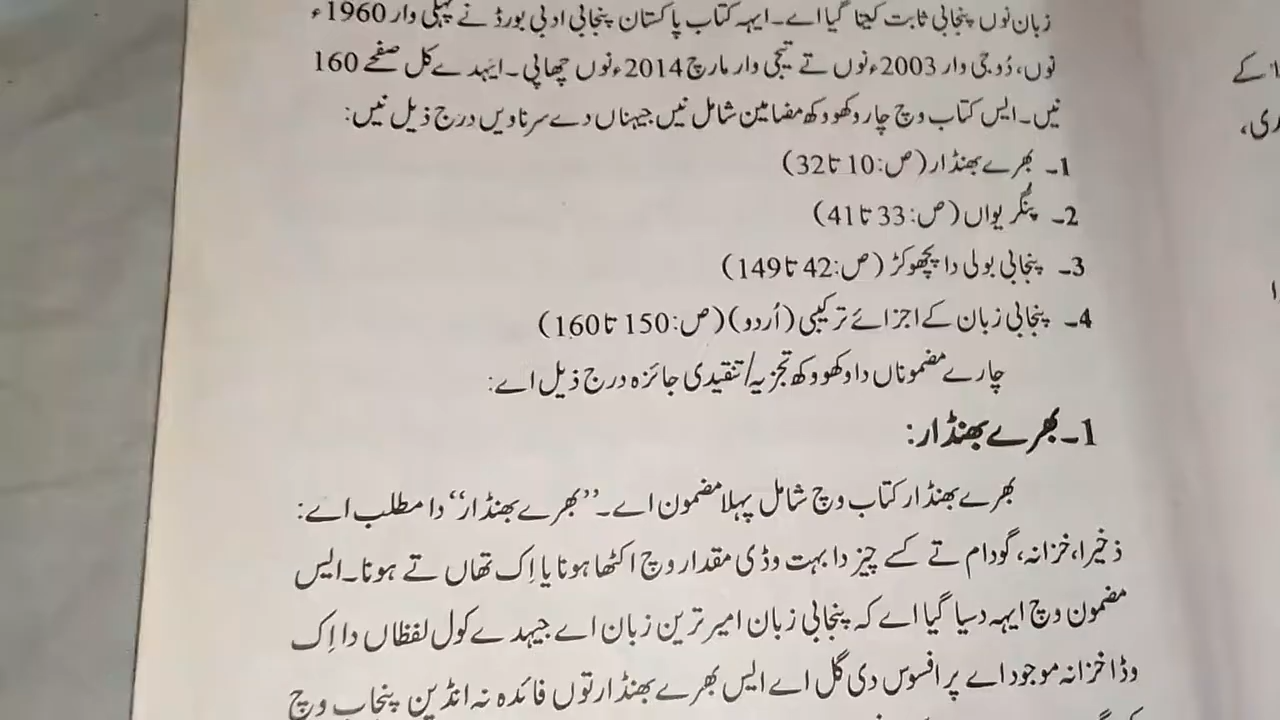 زبان نوں پنجابی ثابت کیتا گیا اے۔ ایہہ کتاب پاکستان پنجابی ادبی بورڈ نے پہلی وار 1960ء
نوں، دُوجی وار 2003ء نوں تے تیجی وار مارچ 2014ء نوں چھاپی۔ ایہدے کل صفحے 160
نیں۔ ایس کتاب وچ چار وکھو وکھ مضامین شامل نیں جیہناں دے سرناویں درج ذیل نیں:
1۔ بھرے بھنڈار (ص: 10 تا 32)
2۔ پنگر یواں (ص: 33 تا 41)
3۔ پنجابی بولی دا پچھوکڑ (ص: 42 تا 149)
4۔ پنجابی زبان کے اجزائے ترکیبی (اُردو) (ص: 150 تا 160)
چارے مضموناں دا وکھو وکھ تجزیہ/تنقیدی جائزہ درج ذیل اے:
1۔ بھرے بھنڈار:
بھرے بھنڈار کتاب وچ شامل پہلا مضمون اے۔ ”بھرے بھنڈار“ دا مطلب اے:
ذخیرا، خزانہ، گودام تے کسے چیز دا بہت وڈی مقدار وچ اکٹھا ہونا یا اِک تھاں تے ہونا۔ ایس
مضمون وچ ایہہ دسیا گیا اے کہ پنجابی زبان امیر ترین زبان اے جیہدے کول لفظاں دا اِک
وڈا خزانہ موجود اے پر افسوس دی گل اے ایس بھرے بھنڈار توں فائدہ نہ انڈین پنجاب وچ
کے
دی،